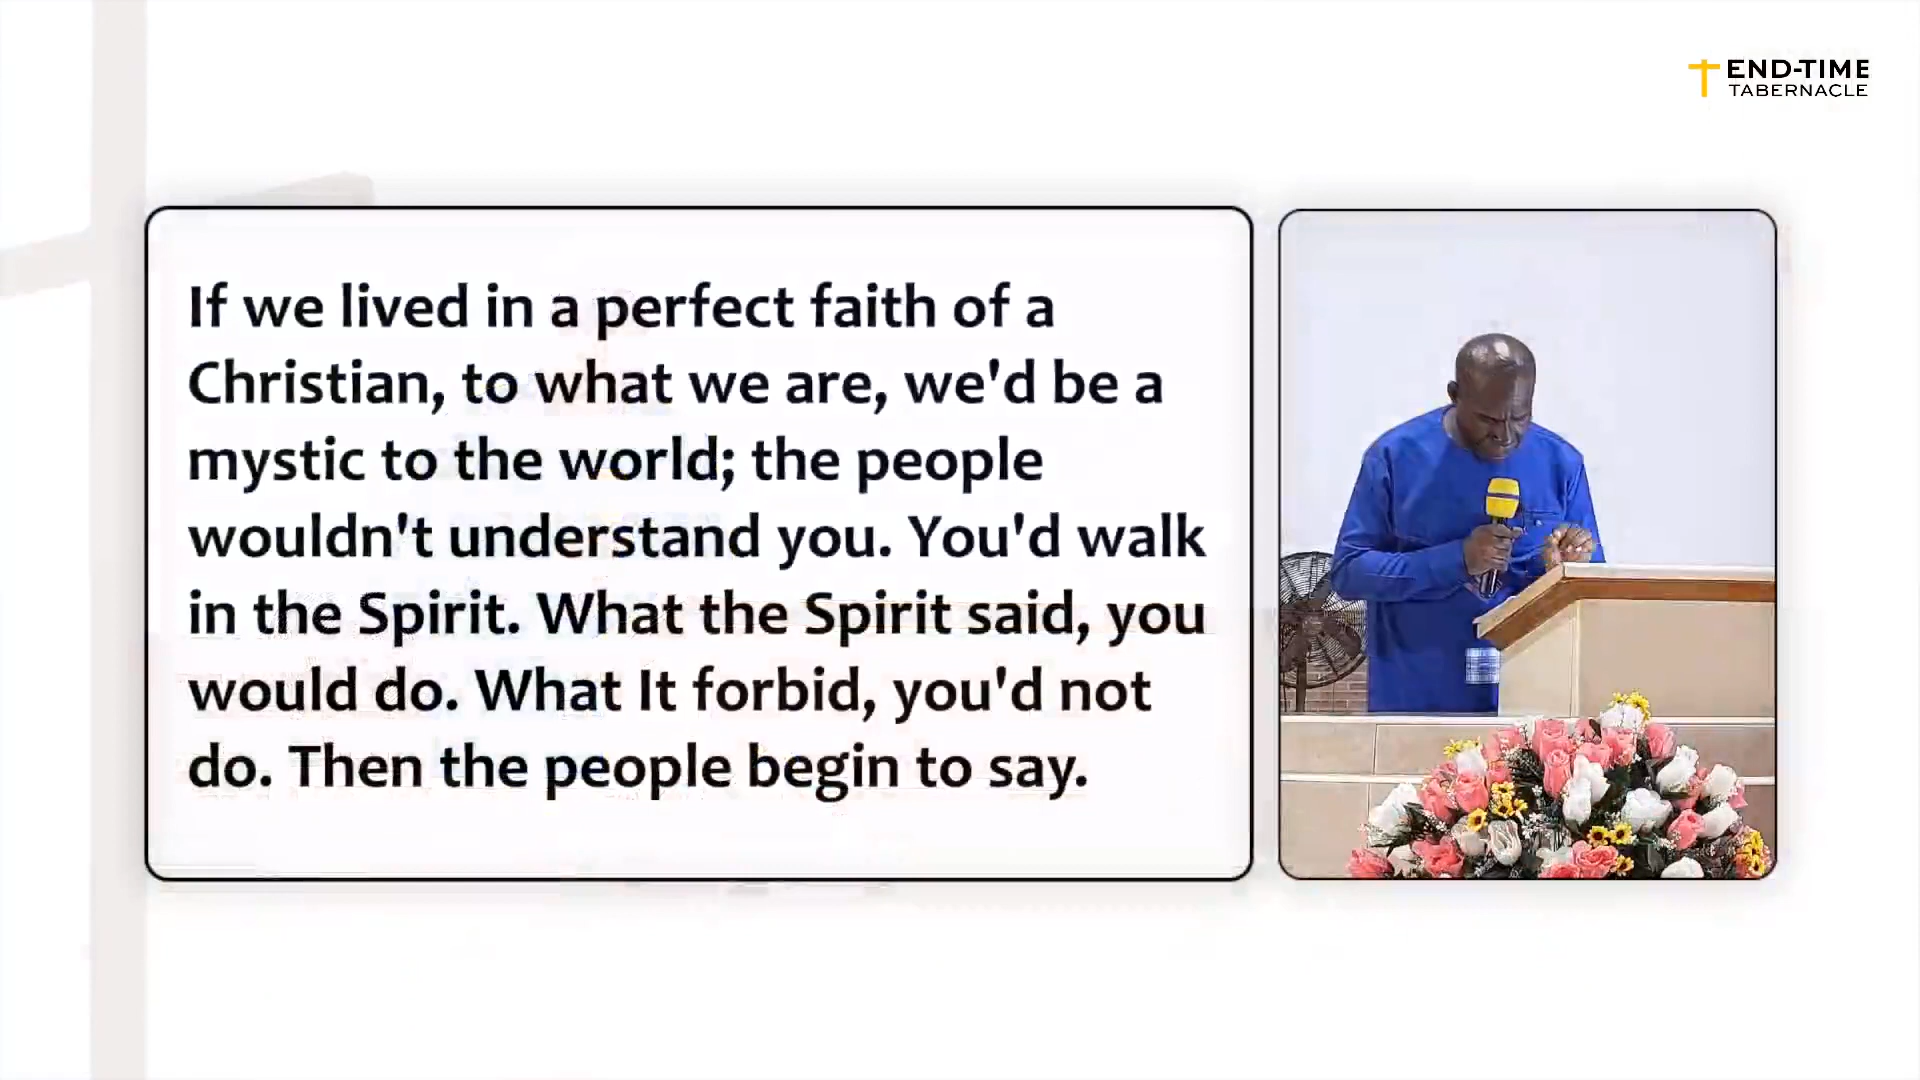 END-TIME
TABERNACLE
If we lived in a perfect faith of a
Christian, to what we are, we'd be a
mystic to the world; the people
wouldn't understand you. You'd walk
in the Spirit. What the Spirit said, you
would do. What It forbid, you'd not
do. Then the people begin to say.